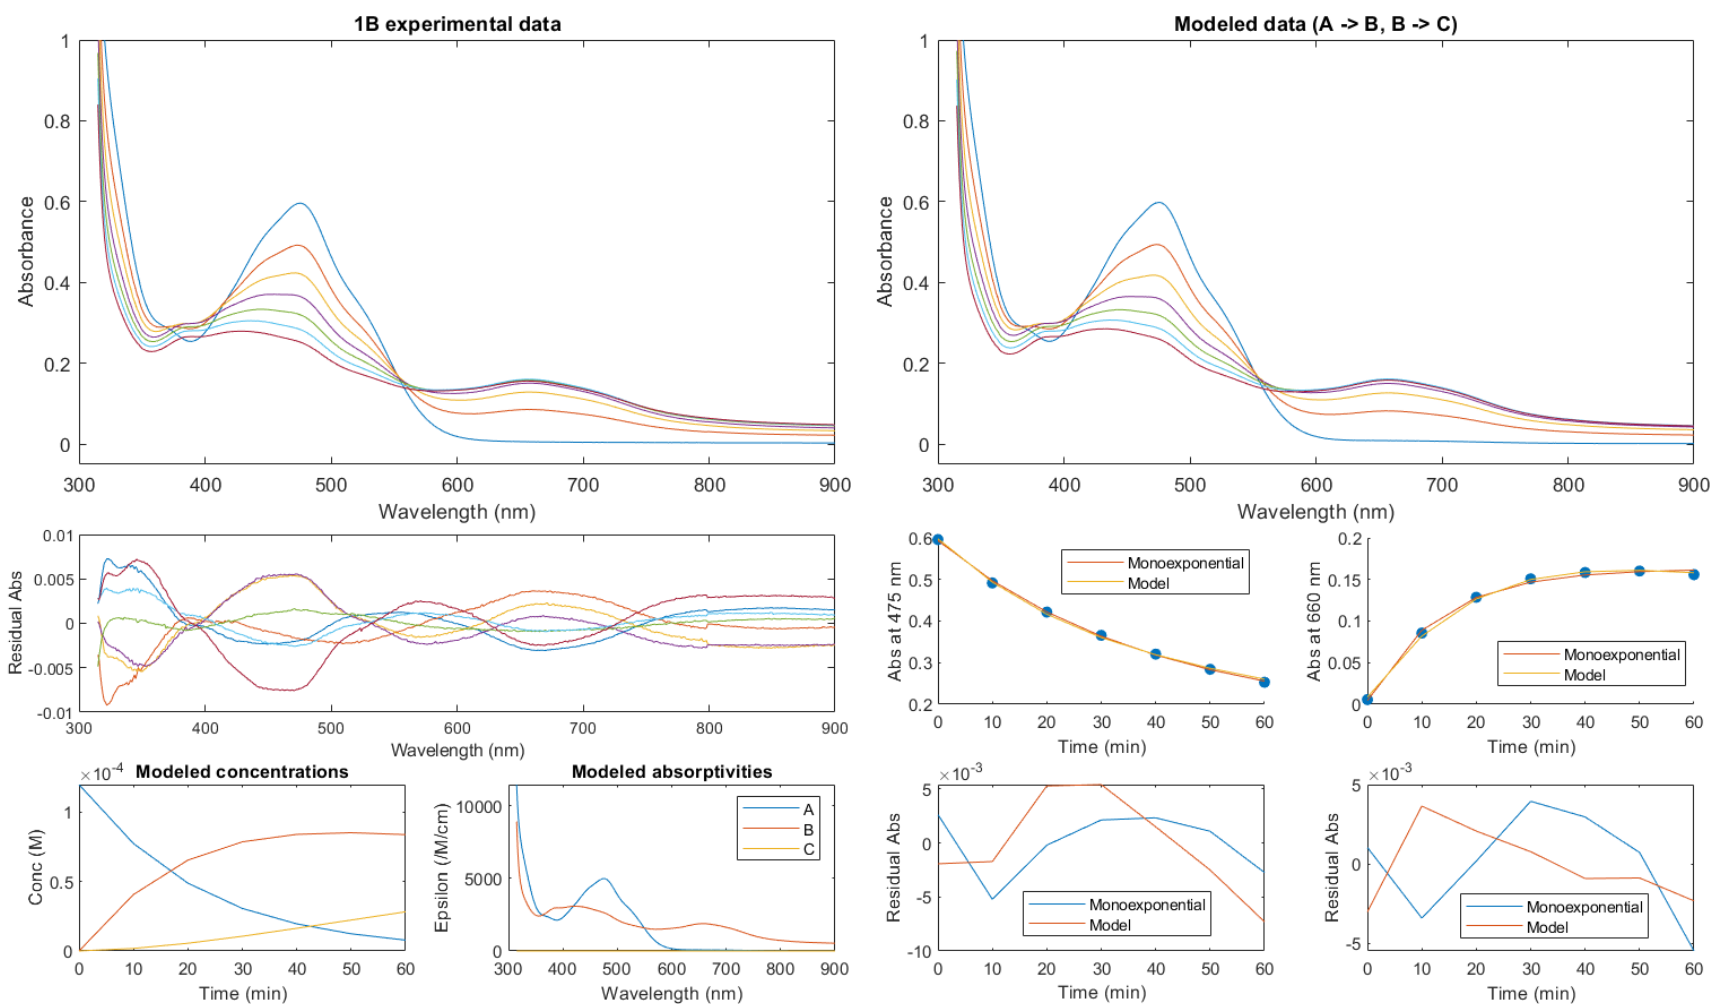 1B experimental data
1
0.8
0.6
0.4
0.2
0
Absorbance
300 400 500 600 700 800 900
Wavelength (nm)
Modeled data (A -> B, B -> C)
1
0.8
0.6
0.4
0.2
0
Absorbance
300 400 500 600 700 800 900
Wavelength (nm)
0.01
0.005
0
-0.005
-0.01
Residual Abs
300 400 500 600 700 800 900
Wavelength (nm)
0.6
0.5
0.4
0.3
0.2
Abs at 475 nm
Monoexponential
Model
0 10 20 30 40 50 60
Time (min)
0.2
0.15
0.1
0.05
0
Abs at 660 nm
Monoexponential
Model
0 10 20 30 40 50 60
Time (min)
×10-4
Modeled concentrations
1
0.5
0
Conc (M)
0 10 20 30 40 50 60
Time (min)
Modeled absorptivities
10000
5000
0
Epsilon (/M/cm)
A
B
C
300 400 500 600 700 800 900
Wavelength (nm)
×10-3
5
0
-5
-10
Residual Abs
Monoexponential
Model
0 10 20 30 40 50 60
Time (min)
×10-3
5
0
-5
Residual Abs
Monoexponential
Model
0 10 20 30 40 50 60
Time (min)